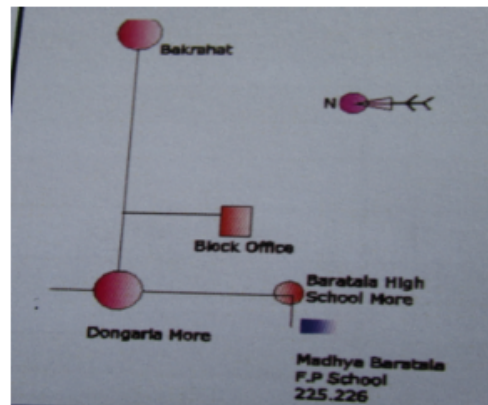 Bakrahat
N
Block Office
Baratala High
School More
Dongaria More
Madhya Baratala
F.P School
225.226